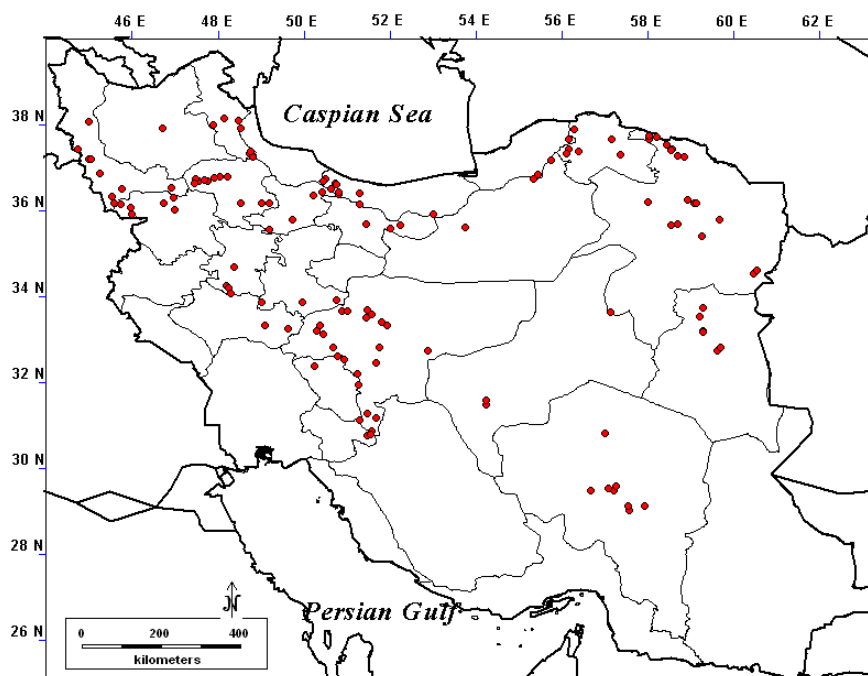 46 E 48 E 50 E 52 E 54 E 56 E 58 E 60 E 62 E
38 N
Caspian Sea
36 N
34 N
32 N
30 N
28 N
N
Persian Gulf
26 N
0 200 400
kilometers